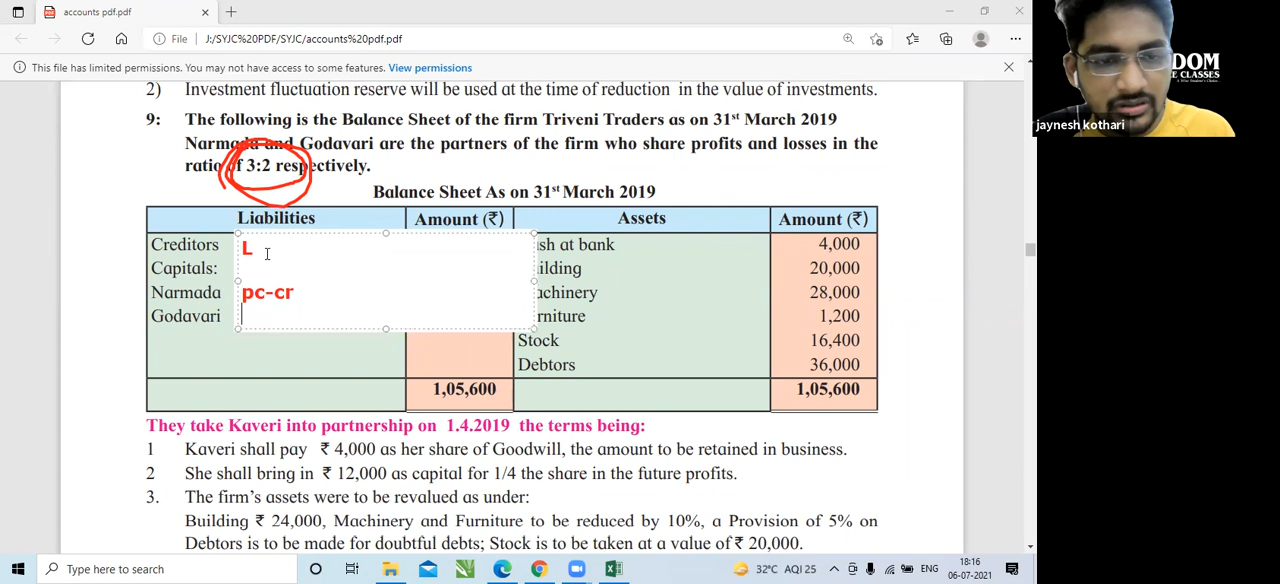 accounts pdf.pdf
File J:/SYJC%20PDF/SYJC/accounts%20pdf.pdf
This file has limited permissions. You may not have access to some features. View permissions
DOM
E CLASSES
jaynesh kothari
2) Investment fluctuation reserve will be used at the time of reduction in the value of investments.
9: The following is the Balance Sheet of the firm Triveni Traders as on 31st March 2019
Narmada and Godavari are the partners of the firm who share profits and losses in the
ratio of 3:2 respectively.
Balance Sheet As on 31st March 2019
Liabilities Amount (₹) Assets Amount (₹)
Creditors L sh at bank 4,000
Capitals: ilding 20,000
Narmada pc-cr achinery 28,000
Godavari rniture 1,200
Stock 16,400
Debtors 36,000
1,05,600 1,05,600
They take Kaveri into partnership on 1.4.2019 the terms being:
1 Kaveri shall pay ₹ 4,000 as her share of Goodwill, the amount to be retained in business.
2 She shall bring in ₹ 12,000 as capital for 1/4 the share in the future profits.
3. The firm's assets were to be revalued as under:
Building ₹ 24,000, Machinery and Furniture to be reduced by 10%, a Provision of 5% on
Debtors is to be made for doubtful debts; Stock is to be taken at a value of ₹ 20,000.
Type here to search
32°C AQI 25 ENG 18:16
06-07-2021